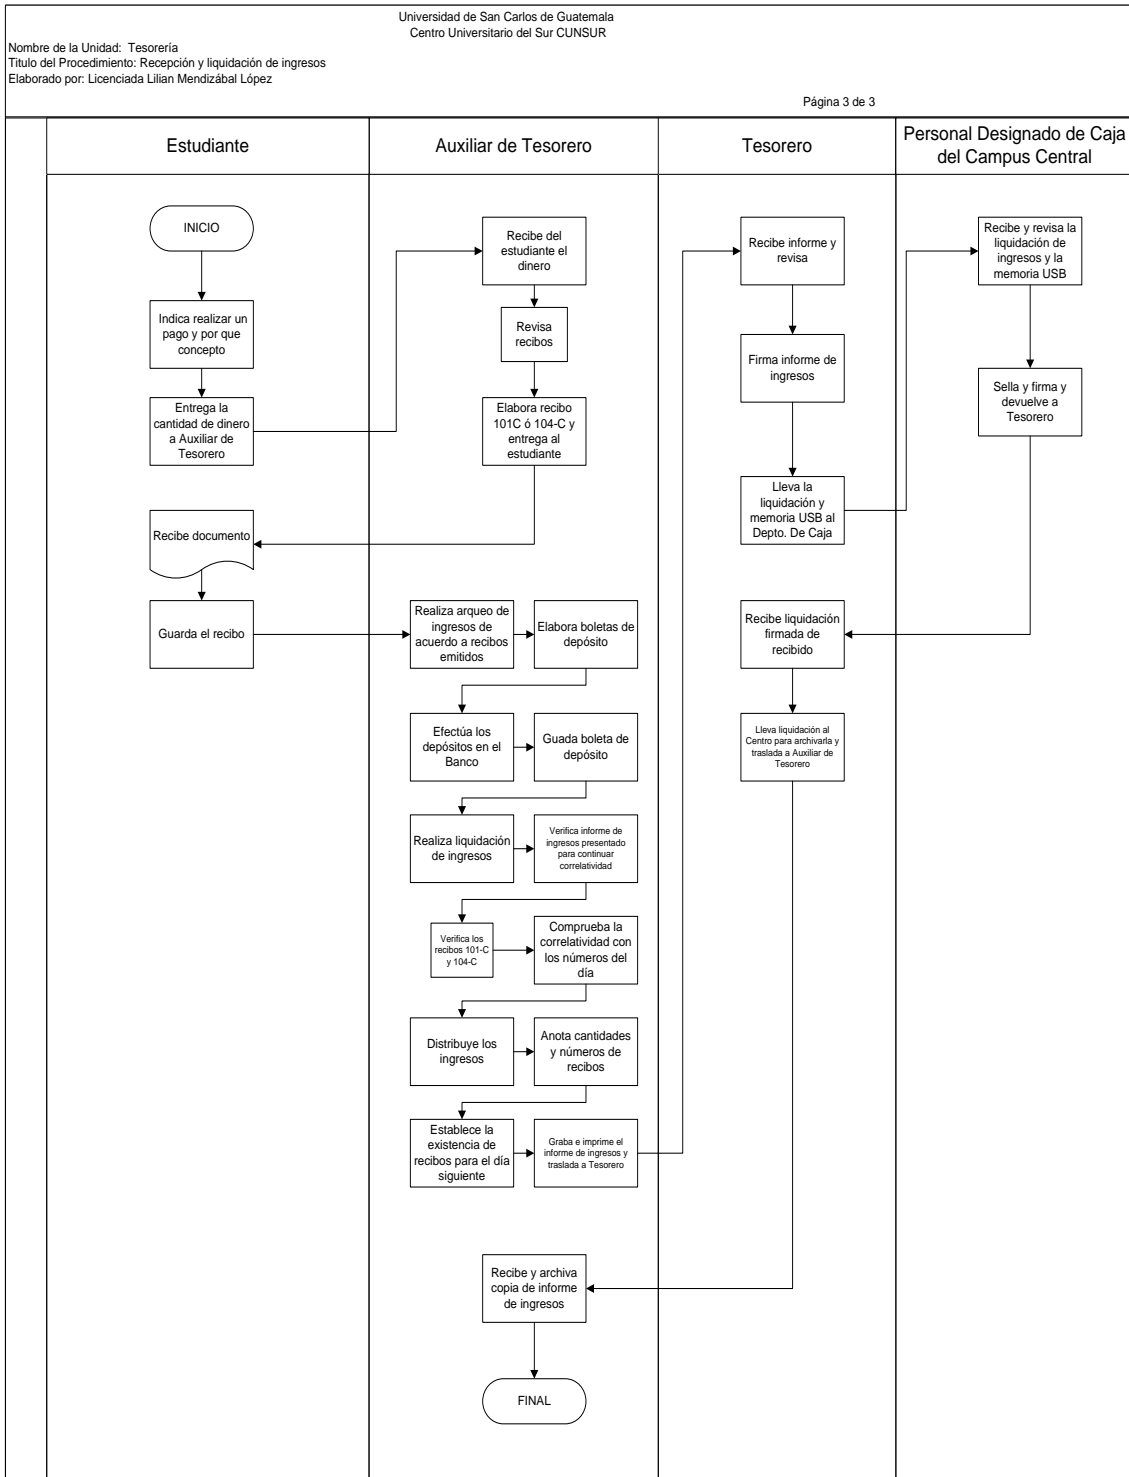 Universidad de San Carlos de Guatemala
Centro Universitario del Sur CUNSUR
Nombre de la Unidad: Tesorería
Titulo del Procedimiento: Recepción y liquidación de ingresos
Elaborado por: Licenciada Lilian Mendizábal López
Página 3 de 3
Estudiante
Auxiliar de Tesorero
Tesorero
Personal Designado de Caja
del Campus Central
INICIO
Indica realizar un
pago y por que
concepto
Entrega la
cantidad de dinero
a Auxiliar de
Tesorero
Recibe del
estudiante el
dinero
Revisa
recibos
Elabora recibo
101C ó 104-C y
entrega al
estudiante
Recibe documento
Guarda el recibo
Realiza arqueo de
ingresos de
acuerdo a recibos
emitidos
Elabora boletas de
depósito
Efectúa los
depósitos en el
Banco
Guada boleta de
depósito
Realiza liquidación
de ingresos
Verifica informe de
ingresos presentado
para continuar
correlatividad
Verifica los
recibos 101-C
y 104-C
Comprueba la
correlatividad con
los números del
día
Distribuye los
ingresos
Anota cantidades
y números de
recibos
Establece la
existencia de
recibos para el día
siguiente
Graba e imprime el
informe de ingresos y
traslada a Tesorero
Recibe informe y
revisa
Firma informe de
ingresos
Lleva la
liquidación y
memoria USB al
Depto. De Caja
Recibe y revisa la
liquidación de
ingresos y la
memoria USB
Sella y firma y
devuelve a
Tesorero
Recibe liquidación
firmada de
recibido
Lleva liquidación al
Centro para archivarla y
traslada a Auxiliar de
Tesorero
Recibe y archiva
copia de informe
de ingresos
FINAL